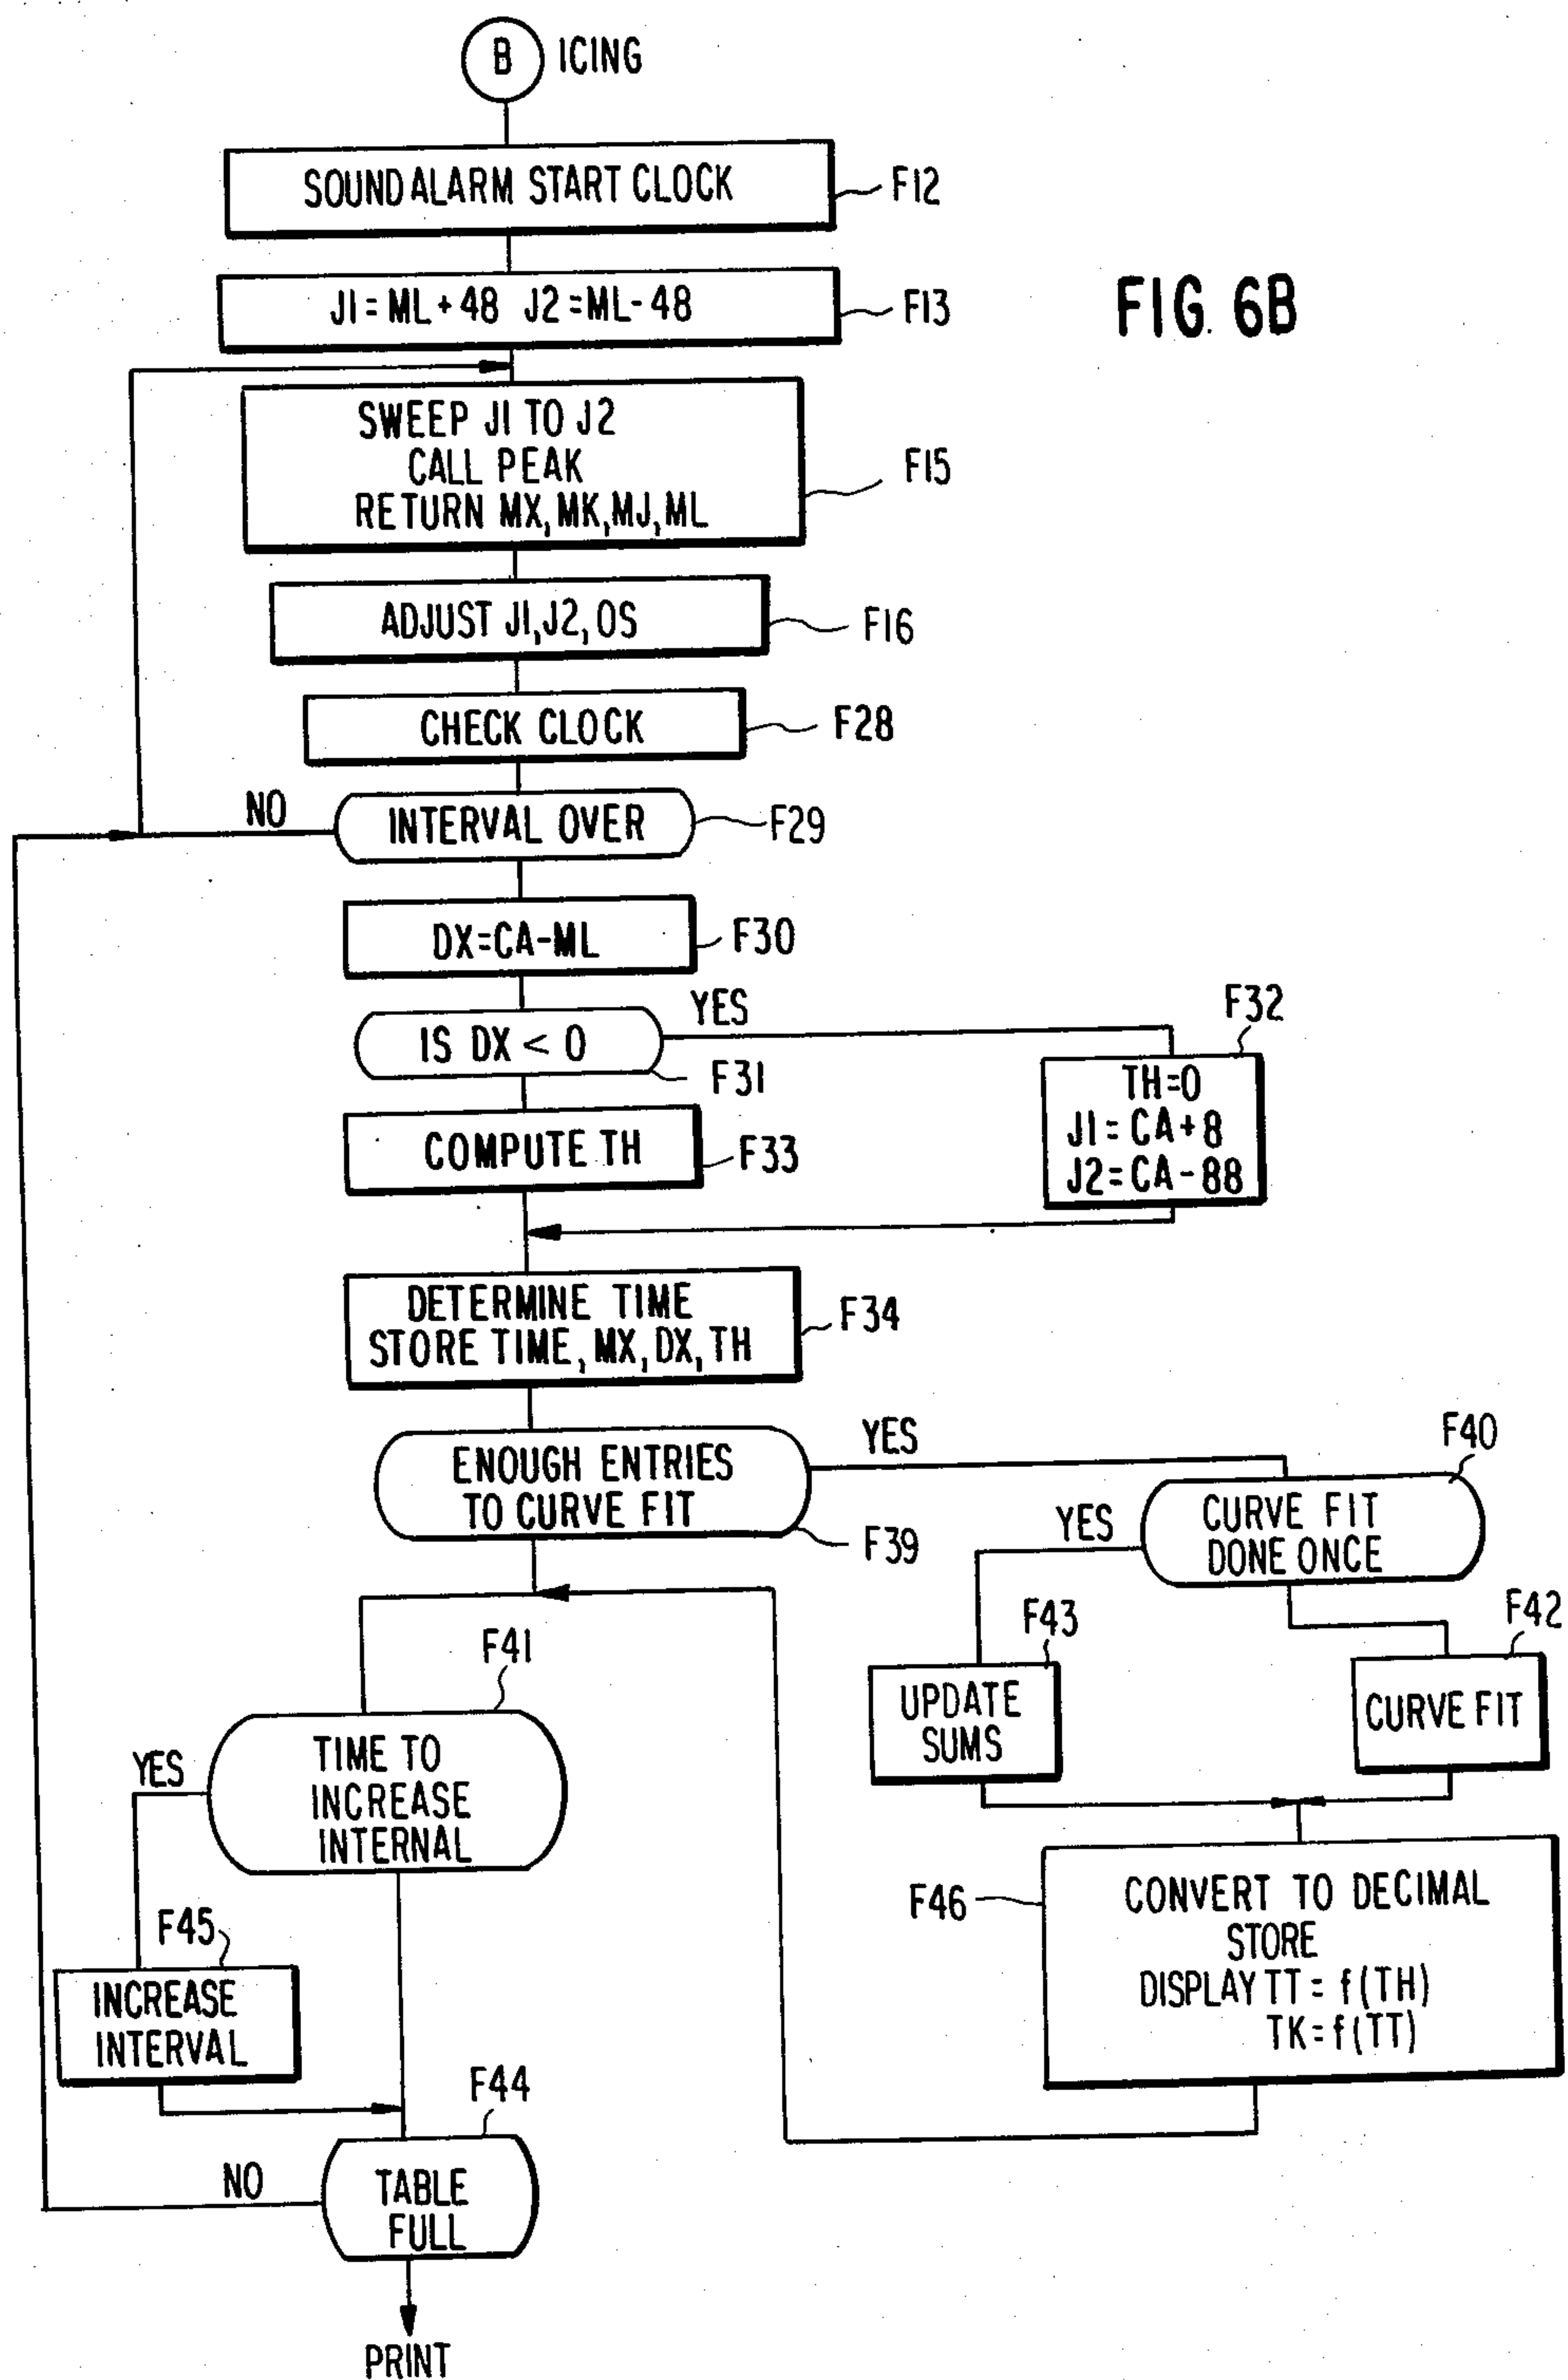 B ICING
SOUND ALARM START CLOCK
F12
J1 = ML + 48 J2 = ML - 48
F13
FIG. 6B
SWEEP J1 TO J2
CALL PEAK
RETURN MX, MK, MJ, ML
F15
ADJUST J1, J2, OS
F16
CHECK CLOCK
F28
NO
INTERVAL OVER
F29
DX = CA - ML
F30
IS DX < 0
YES
F31
F32
TH = 0
J1 = CA + 8
J2 = CA - 88
COMPUTE TH
F33
DETERMINE TIME
STORE TIME, MX, DX, TH
F34
ENOUGH ENTRIES
TO CURVE FIT
YES
F39
F40
CURVE FIT
DONE ONCE
YES
F43
UPDATE
SUMS
F42
CURVE FIT
F41
TIME TO
INCREASE
INTERNAL
YES
F46
CONVERT TO DECIMAL
STORE
DISPLAY TT = f(TH)
TK = f(TT)
F45
INCREASE
INTERVAL
F44
TABLE
FULL
NO
PRINT